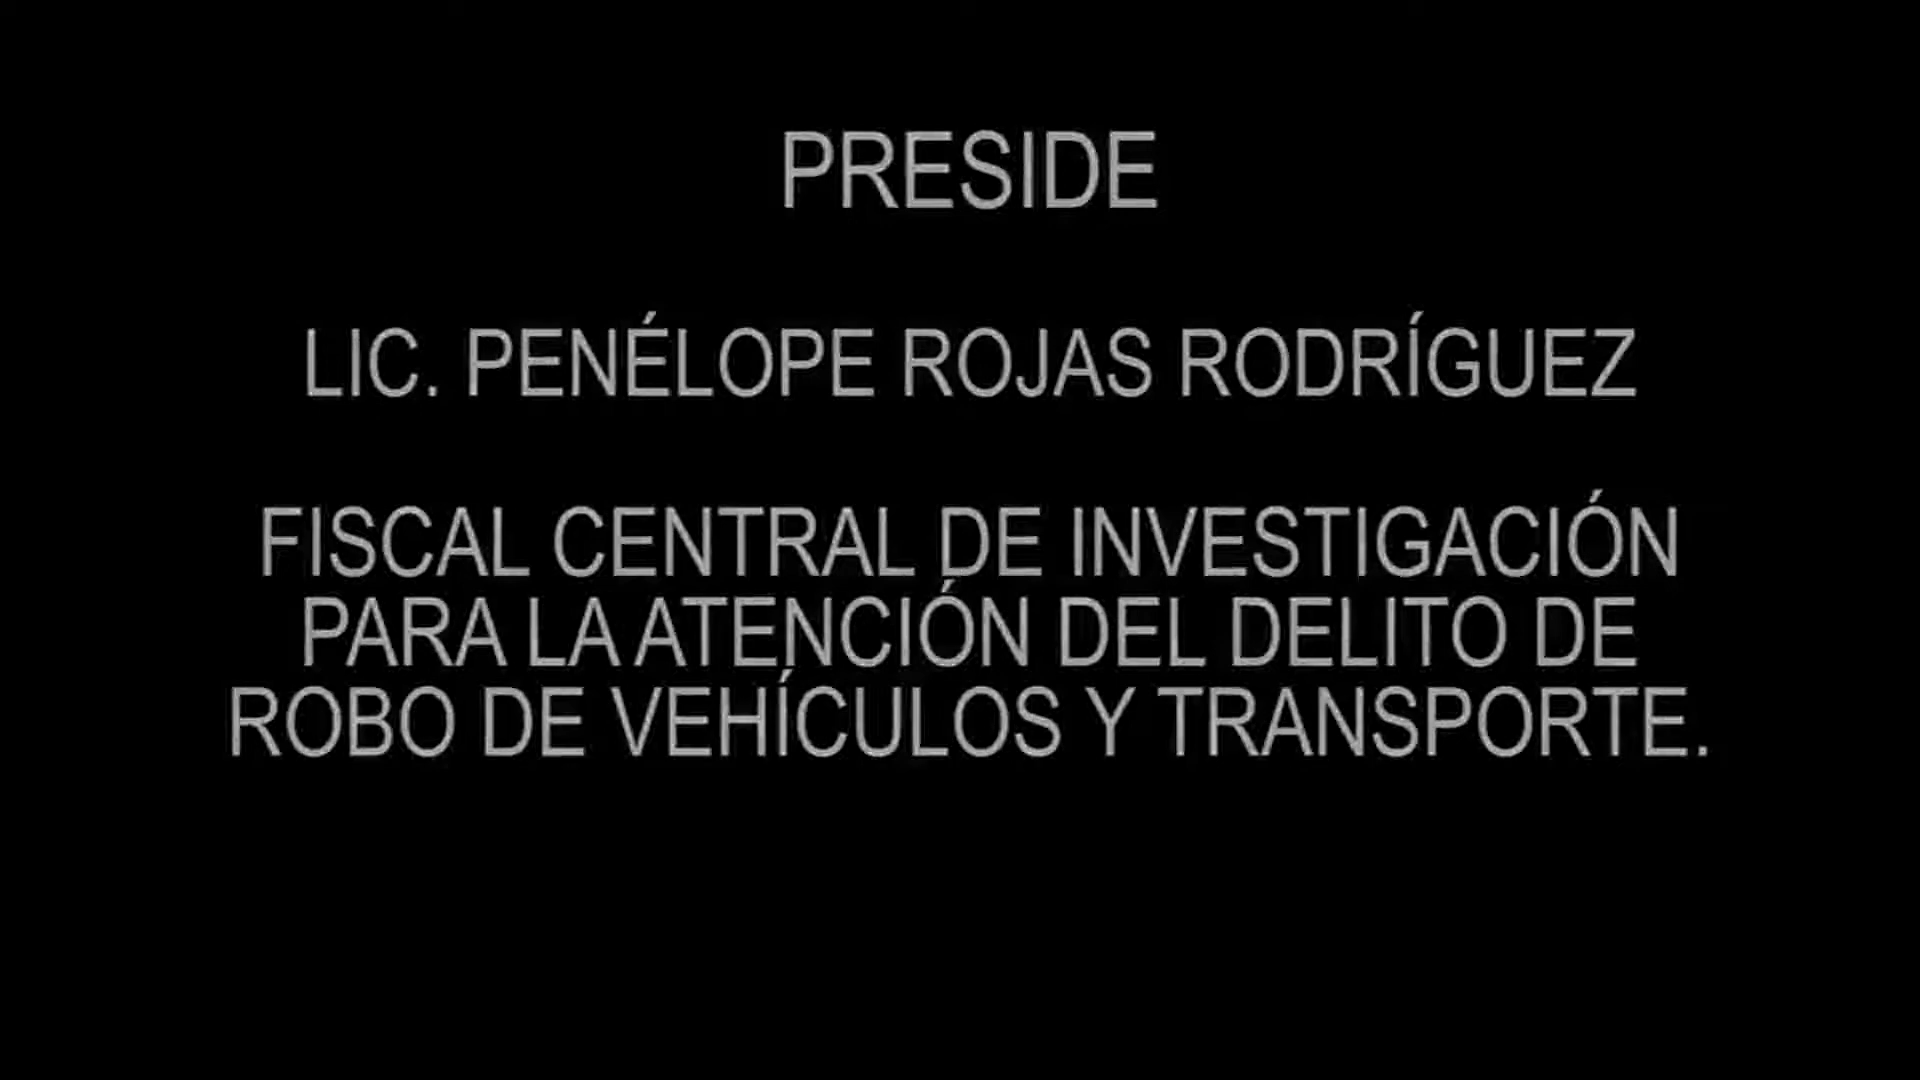 PRESIDE
LIC. PENÉLOPE ROJAS RODRÍGUEZ
FISCAL CENTRAL DE INVESTIGACIÓN
PARA LA ATENCIÓN DEL DELITO DE
ROBO DE VEHÍCULOS Y TRANSPORTE.